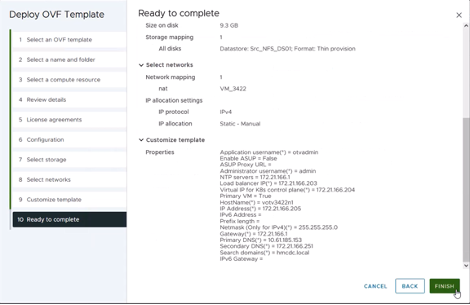 Deploy OVF Template
1 Select an OVF template
2 Select a name and folder
3 Select a compute resource
4 Review details
5 License agreements
6 Configuration
7 Select storage
8 Select networks
9 Customize template
10 Ready to complete
Ready to complete
Size on disk 9.3 GB
Storage mapping 1
All disks Datastore: Src_NFS_DS01; Format: Thin provision
Select networks
Network mapping 1
nat VM_3422
IP allocation settings
IP protocol IPv4
IP allocation Static - Manual
Customize template
Properties Application username(*) = otvadmin
Enable ASUP = False
ASUP Proxy URL =
Administrator username(*) = admin
NTP servers = 172.21.166.1
Load balancer IP(*) = 172.21.166.203
Virtual IP for K8s control plane(*) = 172.21.166.204
Primary VM = True
HostName(*) = votv3422n1
IP Address(*) = 172.21.166.205
IPv6 Address =
Prefix length =
Netmask (Only for IPv4)(*) = 255.255.255.0
Gateway(*) = 172.21.166.1
Primary DNS(*) = 10.61.185.153
Secondary DNS(*) = 172.21.166.251
Search domains(*) = hmcdc.local
IPv6 Gateway =
CANCEL
BACK
FINISH